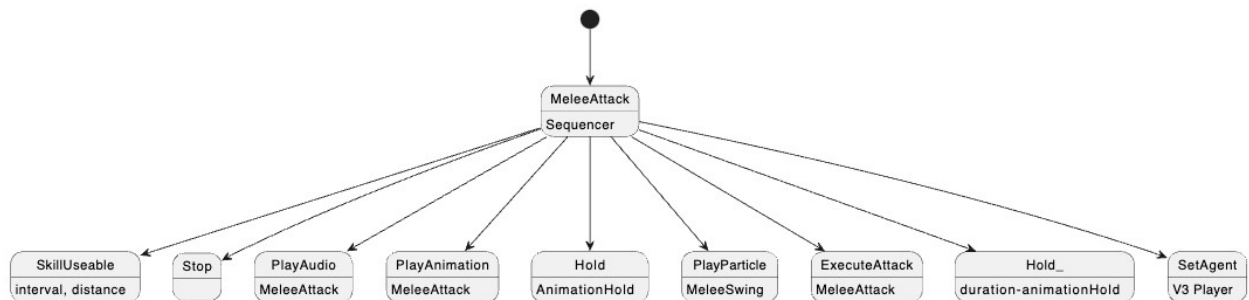 MeleeAttack
Sequencer
SkillUseable
interval, distance
Stop
PlayAudio
MeleeAttack
PlayAnimation
MeleeAttack
Hold
AnimationHold
PlayParticle
MeleeSwing
ExecuteAttack
MeleeAttack
Hold_
duration-animationHold
SetAgent
V3 Player